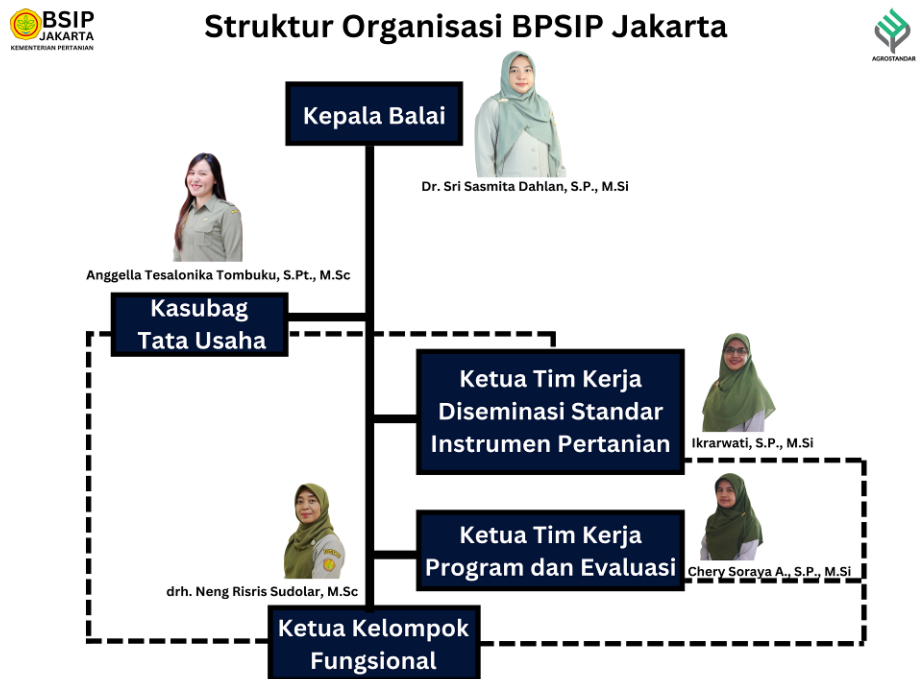 BSIP
JAKARTA
KEMENTERIAN PERTANIAN
Struktur Organisasi BPSIP Jakarta
AGROSTANDAR
Kepala Balai
Dr. Sri Sasmita Dahlan, S.P., M.Si
Anggella Tesalonika Tombuku, S.Pt., M.Sc
Kasubag
Tata Usaha
Ketua Tim Kerja
Diseminasi Standar
Instrumen Pertanian
Ikrarwati, S.P., M.Si
Ketua Tim Kerja
Program dan Evaluasi
Chery Soraya A., S.P., M.Si
drh. Neng Risris Sudolar, M.Sc
Ketua Kelompok
Fungsional